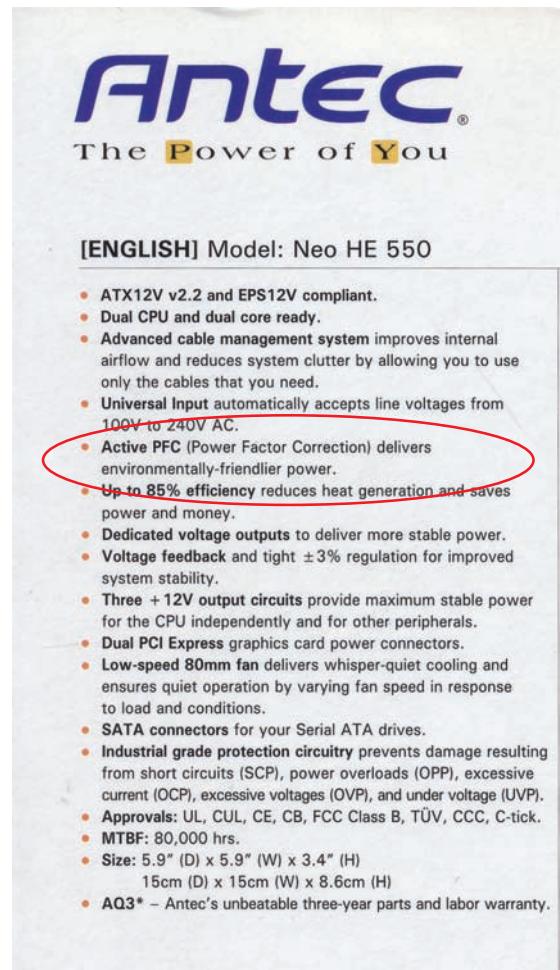 Antec®
The Power of You
[ENGLISH] Model: Neo HE 550
• ATX12V v2.2 and EPS12V compliant.
• Dual CPU and dual core ready.
• Advanced cable management system improves internal
airflow and reduces system clutter by allowing you to use
only the cables that you need.
• Universal Input automatically accepts line voltages from
100V to 240V AC.
• Active PFC (Power Factor Correction) delivers
environmentally-friendlier power.
• Up to 85% efficiency reduces heat generation and saves
power and money.
• Dedicated voltage outputs to deliver more stable power.
• Voltage feedback and tight ±3% regulation for improved
system stability.
• Three +12V output circuits provide maximum stable power
for the CPU independently and for other peripherals.
• Dual PCI Express graphics card power connectors.
• Low-speed 80mm fan delivers whisper-quiet cooling and
ensures quiet operation by varying fan speed in response
to load and conditions.
• SATA connectors for your Serial ATA drives.
• Industrial grade protection circuitry prevents damage resulting
from short circuits (SCP), power overloads (OPP), excessive
current (OCP), excessive voltages (OVP), and under voltage (UVP).
• Approvals: UL, CUL, CE, CB, FCC Class B, TÜV, CCC, C-tick.
• MTBF: 80,000 hrs.
• Size: 5.9" (D) x 5.9" (W) x 3.4" (H)
15cm (D) x 15cm (W) x 8.6cm (H)
• AQ3* – Antec's unbeatable three-year parts and labor warranty.